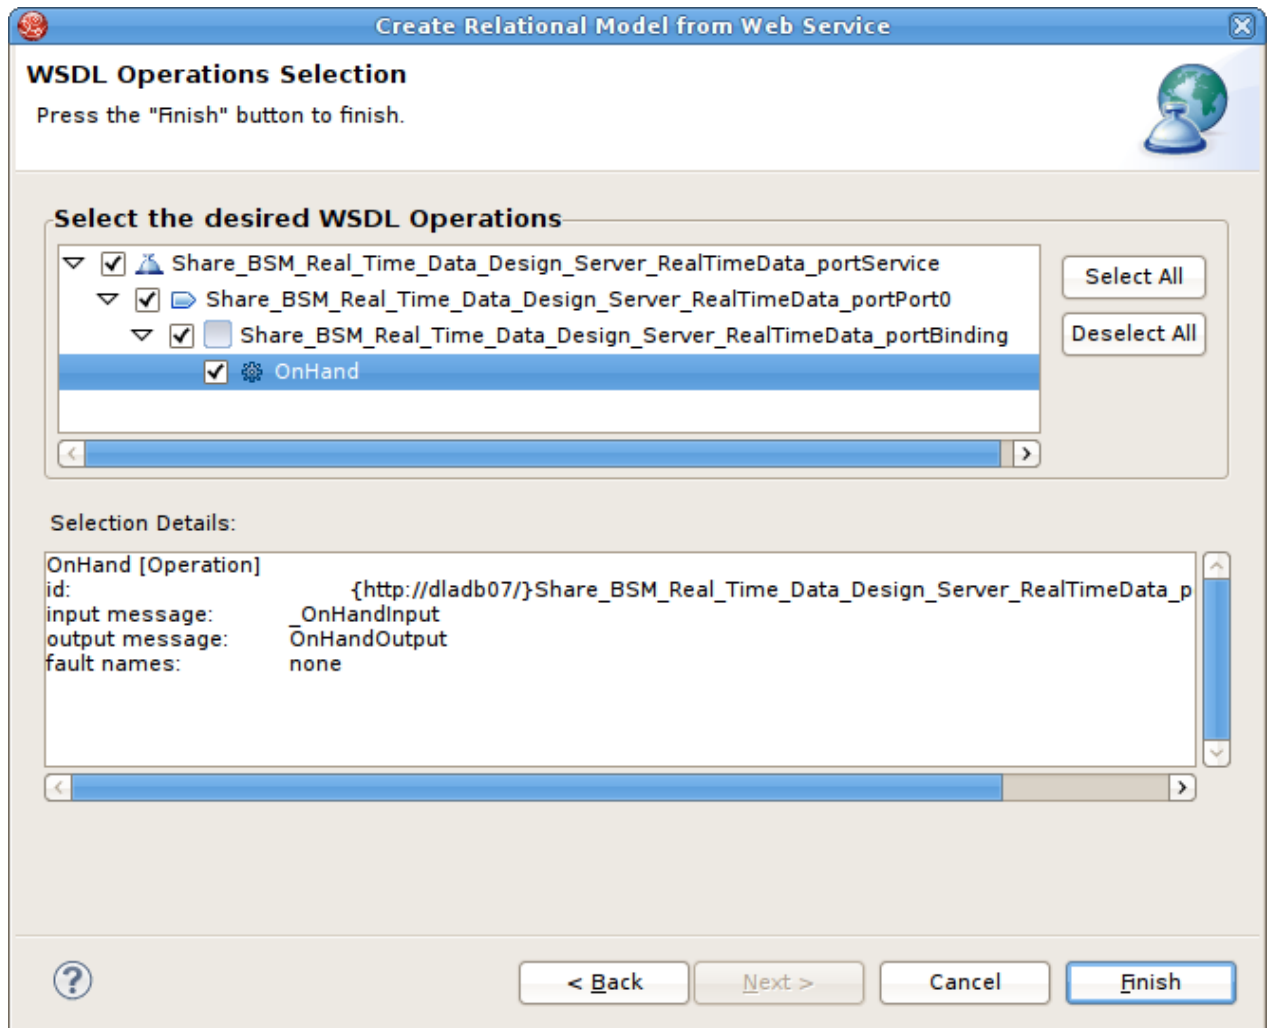 Create Relational Model from Web Service
WSDL Operations Selection
Press the "Finish" button to finish.
Select the desired WSDL Operations
Share_BSM_Real_Time_Data_Design_Server_RealTimeData_portService
Share_BSM_Real_Time_Data_Design_Server_RealTimeData_portPort0
Share_BSM_Real_Time_Data_Design_Server_RealTimeData_portBinding
OnHand
Select All
Deselect All
Selection Details:
OnHand [Operation]
id: {http://dladb07/}Share_BSM_Real_Time_Data_Design_Server_RealTimeData_p
input message: _OnHandInput
output message: OnHandOutput
fault names: none
< Back Next > Cancel Finish